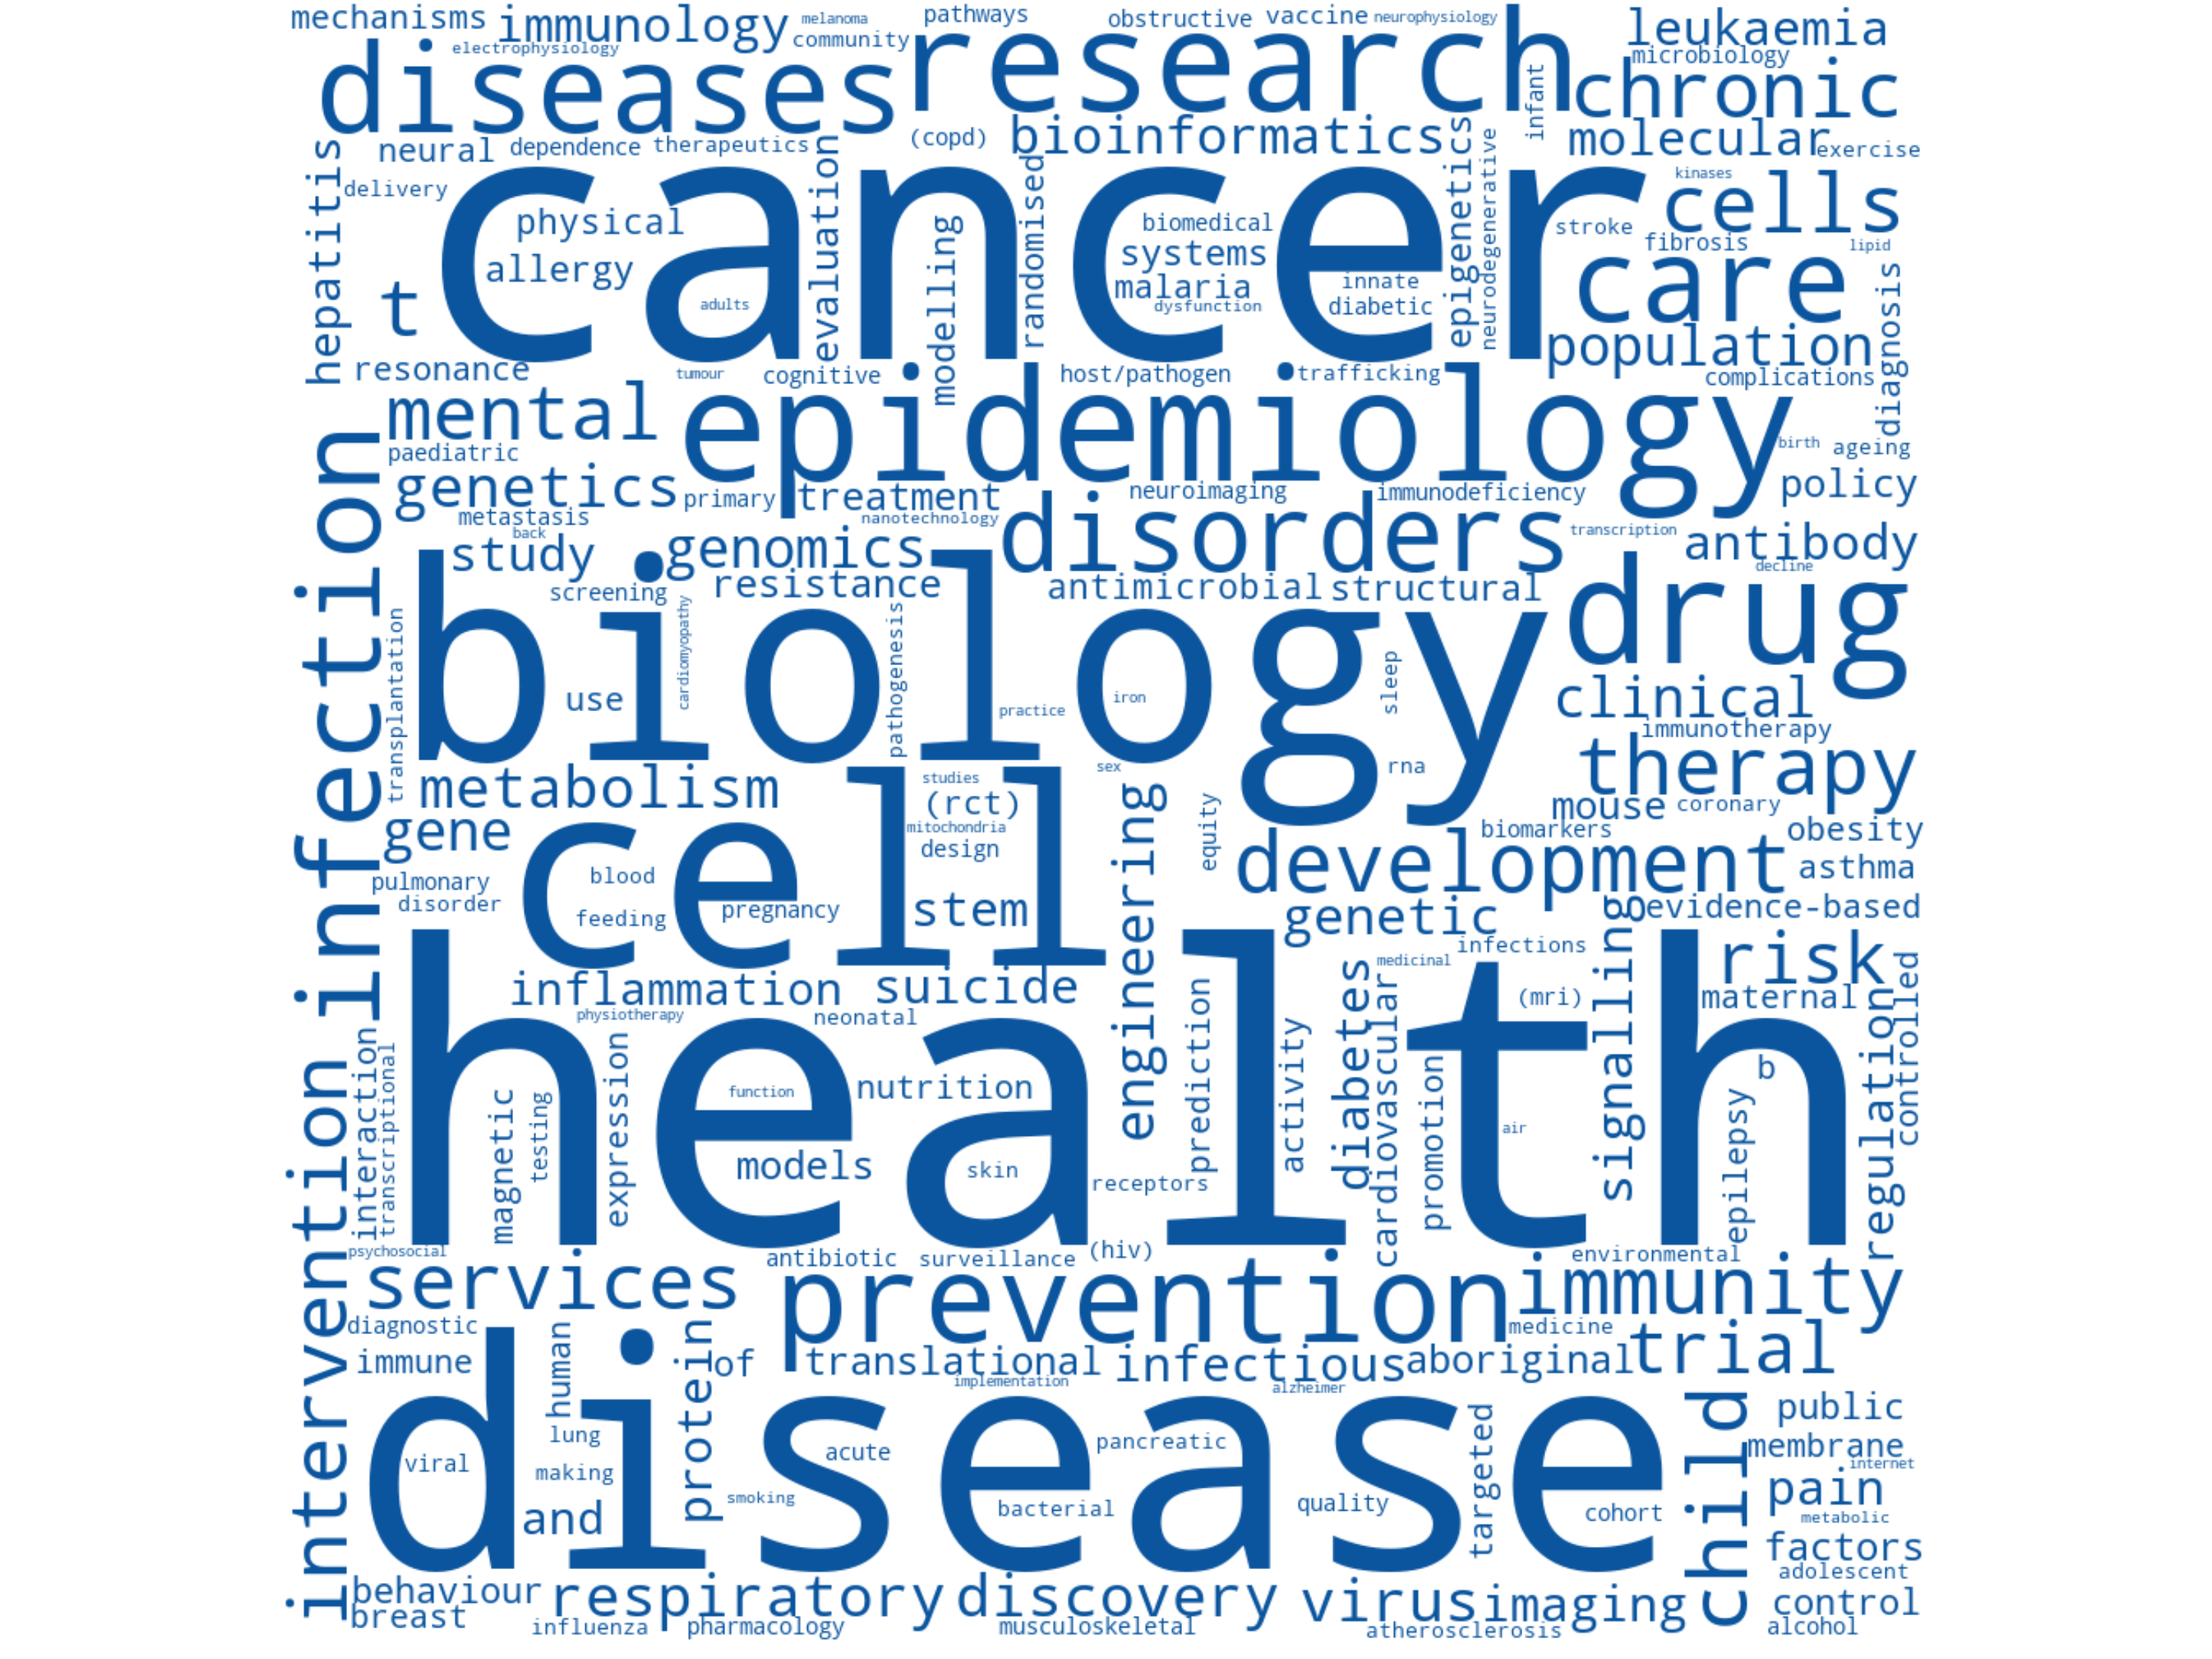 mechanisms
immunology
melanoma
pathways
obstructive
vaccine
neurophysiology
leukaemia
electrophysiology
community
research
microbiology
diseases
infant
chronic
neural
dependence
therapeutics
(copd)
bioinformatics
molecular
exercise
hepatitis
delivery
cancer
evaluation
randomised
epigenetics
neurodegenerative
kinases
cells
physical
modelling
biomedical
stroke
fibrosis
lipid
allergy
systems
t
adults
malaria
innate
care
dysfunction
diabetic
population
diagnosis
resonance
tumour
cognitive
host/pathogen
trafficking
complications
mental
epidemiology
birth
ageing
paediatric
genetics
primary
treatment
neuroimaging
immunodeficiency
policy
metastasis
nanotechnology
disorders
transcription
back
study
genomics
antibody
decline
infection
screening
resistance
antimicrobial
structural
drug
transplantation
biology
cardiomyopathy
pathogenesis
use
iron
practice
sleep
clinical
immunotherapy
metabolism
studies
sex
rna
therapy
(rct)
engineering
equity
mouse
coronary
gene
cell
mitochondria
design
biomarkers
obesity
development
asthma
pulmonary
blood
disorder
feeding
pregnancy
stem
genetic
signalling
evidence-based
infections
risk
inflammation
suicide
prediction
diabetes
medicinal
cardiovascular
(mri)
maternal
controlled
physiotherapy
neonatal
regulation
intervention
interaction
transcriptional
health
magnetic
testing
expression
function
nutrition
activity
promotion
air
epilepsy
b
models
skin
receptors
psychosocial
antibiotic
surveillance
(hiv)
environmental
services
prevention
immunity
diagnostic
medicine
immune
human
protein
of
translational
infectious
aboriginal
trial
implementation
alzheimer
disease
child
public
lung
viral
acute
pancreatic
targeted
membrane
making
internet
smoking
bacterial
quality
cohort
pain
and
metabolic
factors
behaviour
respiratory
discovery
virus
imaging
adolescent
control
breast
influenza
pharmacology
musculoskeletal
atherosclerosis
alcohol